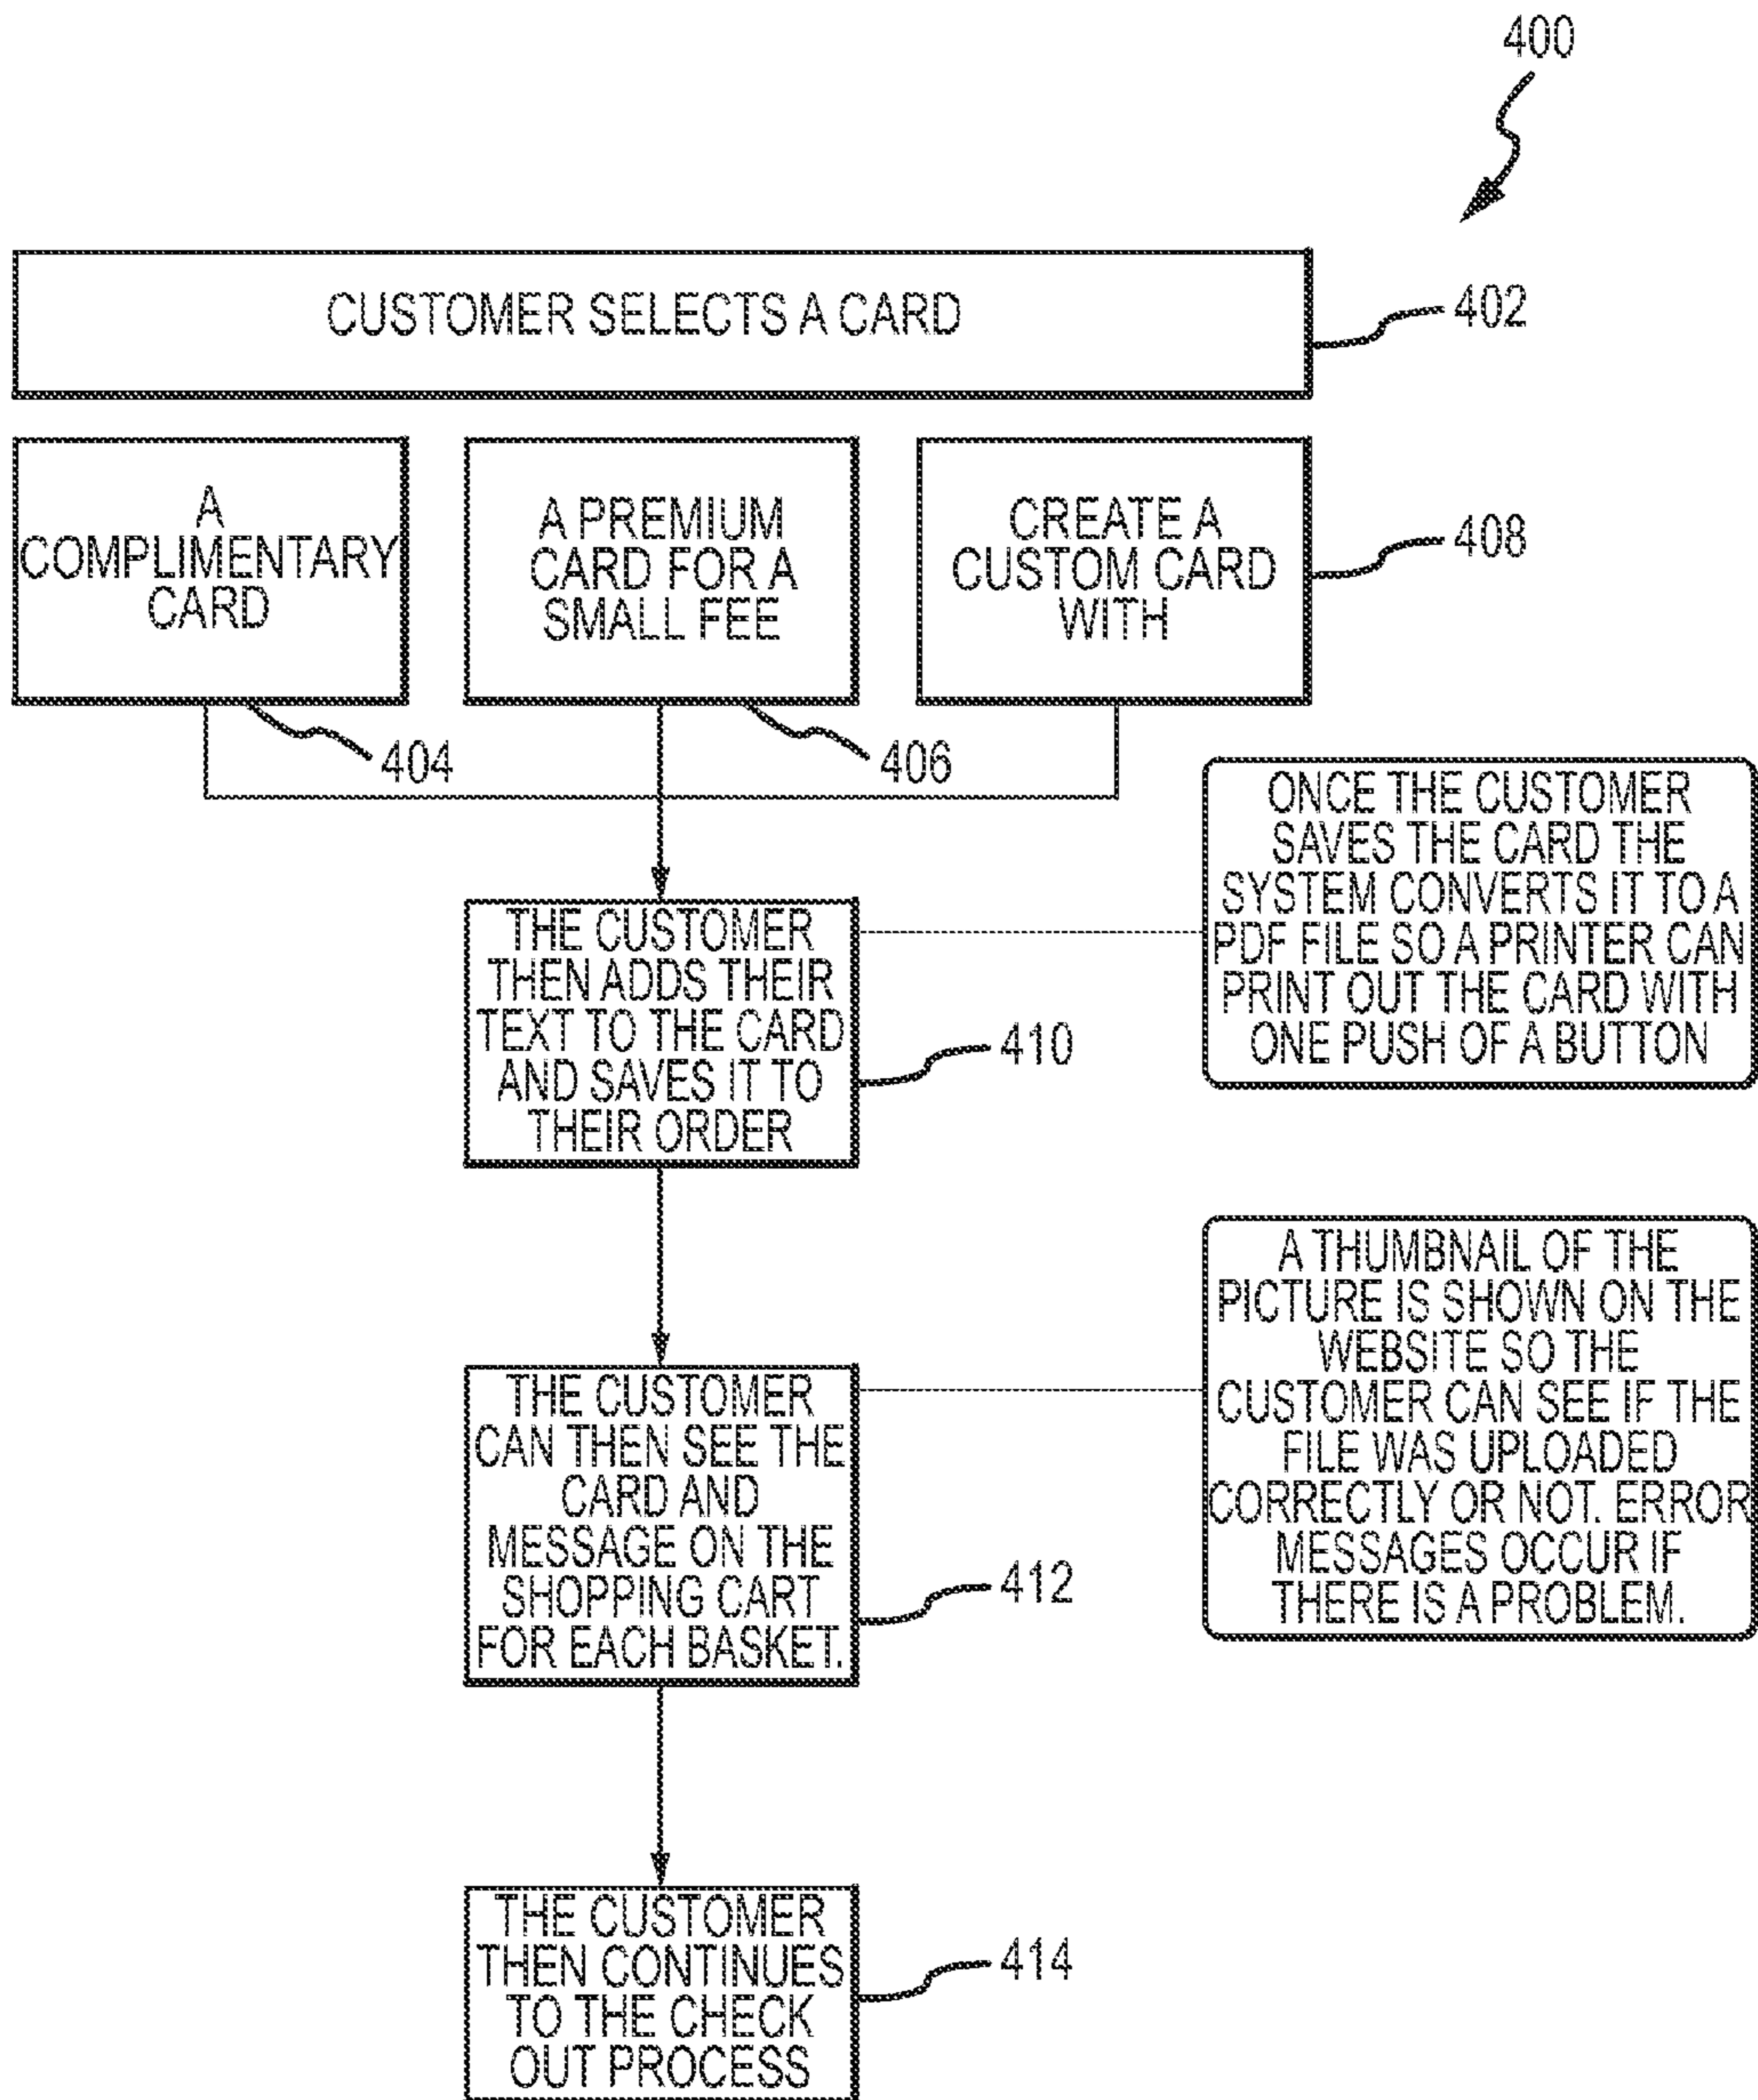 400
CUSTOMER SELECTS A CARD
402
A
COMPLIMENTARY
CARD
404
A PREMIUM
CARD FOR A
SMALL FEE
406
CREATE A
CUSTOM CARD
WITH
408
THE CUSTOMER
THEN ADDS THEIR
TEXT TO THE CARD
AND SAVES IT TO
THEIR ORDER
410
ONCE THE CUSTOMER
SAVES THE CARD THE
SYSTEM CONVERTS IT TO A
PDF FILE SO A PRINTER CAN
PRINT OUT THE CARD WITH
ONE PUSH OF A BUTTON
THE CUSTOMER
CAN THEN SEE THE
CARD AND
MESSAGE ON THE
SHOPPING CART
FOR EACH BASKET.
412
A THUMBNAIL OF THE
PICTURE IS SHOWN ON THE
WEBSITE SO THE
CUSTOMER CAN SEE IF THE
FILE WAS UPLOADED
CORRECTLY OR NOT. ERROR
MESSAGES OCCUR IF
THERE IS A PROBLEM.
THE CUSTOMER
THEN CONTINUES
TO THE CHECK
OUT PROCESS
414